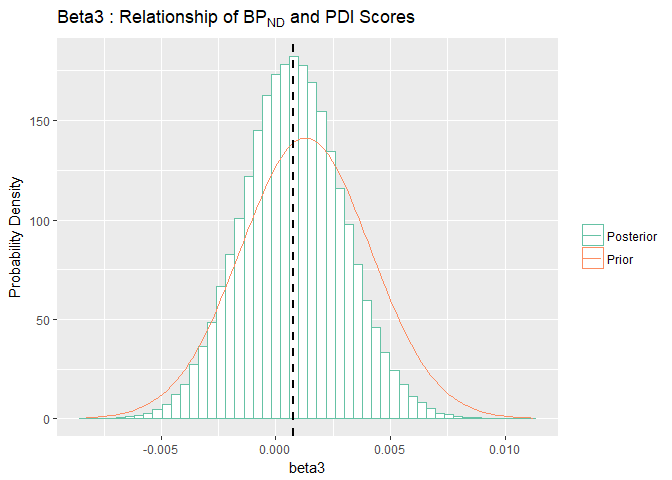 Beta3 : Relationship of BP_ND and PDI Scores
Probability Density
150
100
50
0
-0.005
0.000
0.005
0.010
beta3
Posterior
Prior